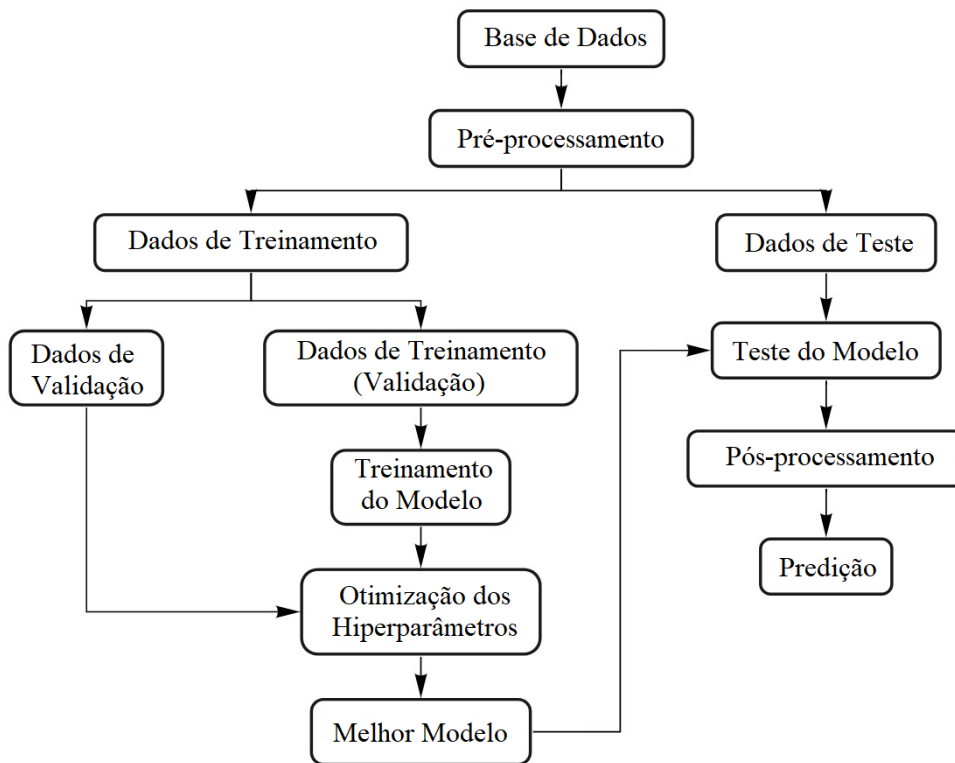 Base de Dados
Pré-processamento
Dados de Treinamento
Dados de Teste
Dados de
Validação
Dados de Treinamento
(Validação)
Teste do Modelo
Treinamento
do Modelo
Pós-processamento
Otimização dos
Hiperparâmetros
Predição
Melhor Modelo